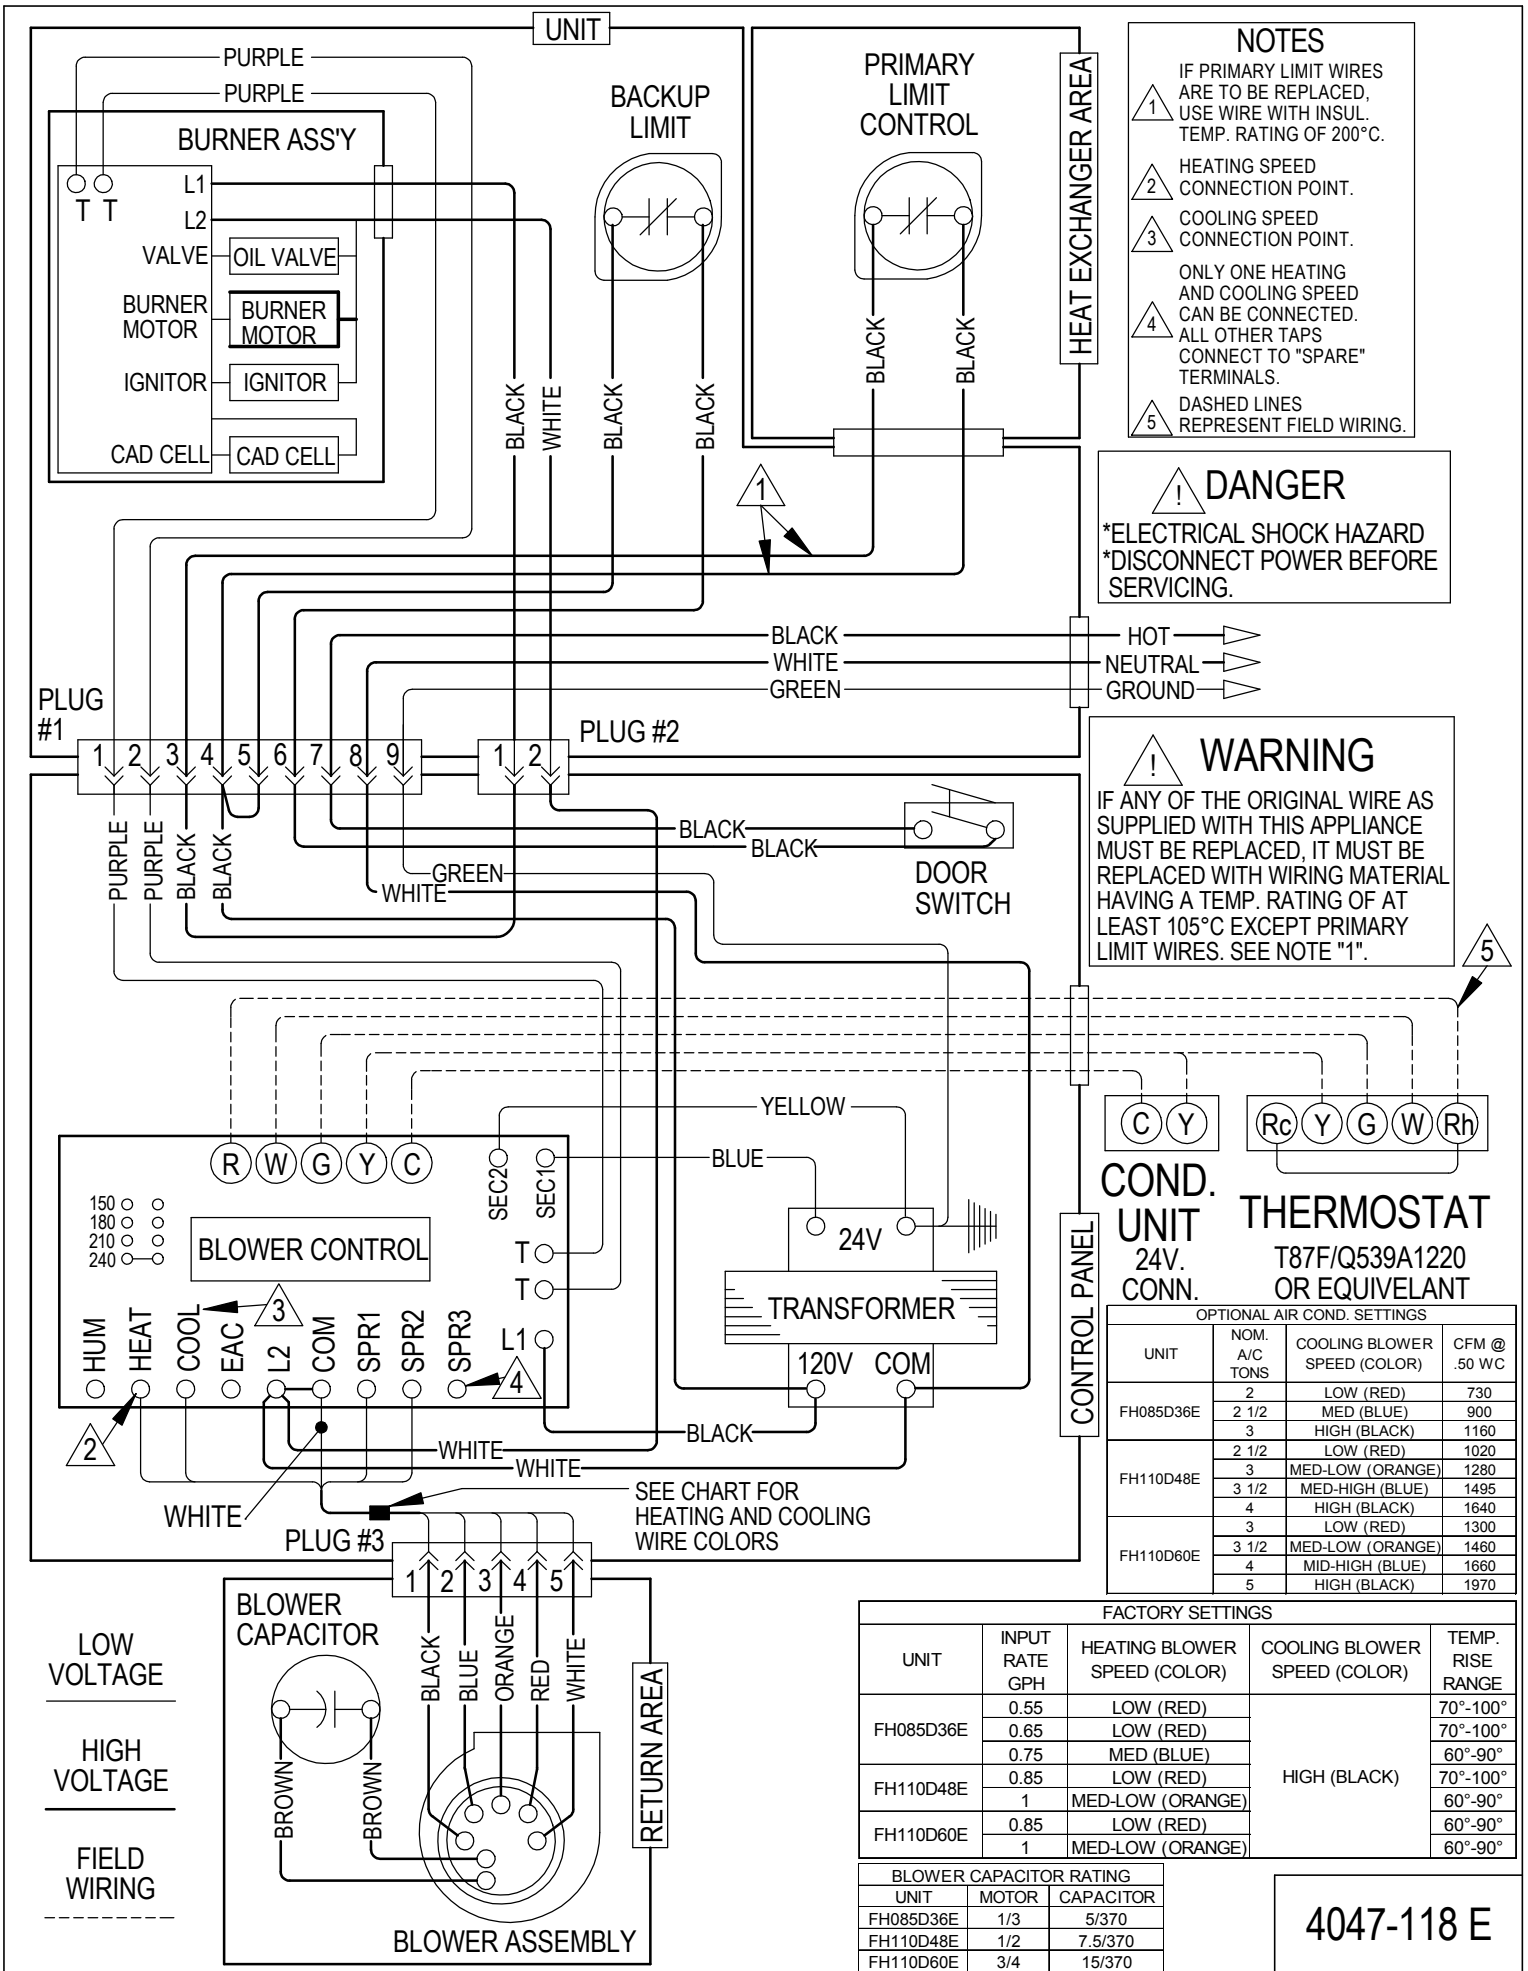 UNIT
PURPLE
PURPLE
BURNER ASS'Y
T T
L1
L2
VALVE
OIL VALVE
BURNER
MOTOR
BURNER
MOTOR
IGNITOR
IGNITOR
CAD CELL
CAD CELL
BACKUP
LIMIT
PRIMARY
LIMIT
CONTROL
HEAT EXCHANGER AREA
BLACK
WHITE
BLACK
BLACK
BLACK
BLACK
1
NOTES
1
IF PRIMARY LIMIT WIRES
ARE TO BE REPLACED,
USE WIRE WITH INSUL.
TEMP. RATING OF 200°C.
2
HEATING SPEED
CONNECTION POINT.
3
COOLING SPEED
CONNECTION POINT.
4
ONLY ONE HEATING
AND COOLING SPEED
CAN BE CONNECTED.
ALL OTHER TAPS
CONNECT TO "SPARE"
TERMINALS.
5
DASHED LINES
REPRESENT FIELD WIRING.
! DANGER
*ELECTRICAL SHOCK HAZARD
*DISCONNECT POWER BEFORE
SERVICING.
BLACK HOT
WHITE NEUTRAL
GREEN GROUND
PLUG
#1
1 2 3 4 5 6 7 8 9
1 2
PLUG #2
! WARNING
IF ANY OF THE ORIGINAL WIRE AS
SUPPLIED WITH THIS APPLIANCE
MUST BE REPLACED, IT MUST BE
REPLACED WITH WIRING MATERIAL
HAVING A TEMP. RATING OF AT
LEAST 105°C EXCEPT PRIMARY
LIMIT WIRES. SEE NOTE "1".
5
PURPLE
PURPLE
BLACK
BLACK
BLACK
BLACK
GREEN
WHITE
DOOR
SWITCH
YELLOW
BLUE
R W G Y C
SEC2
SEC1
150
180
210
240
BLOWER CONTROL
T
T
L1
3
HUM
HEAT
COOL
EAC
L2
COM
SPR1
SPR2
SPR3
4
2
24V
TRANSFORMER
120V COM
CONTROL PANEL
BLACK
WHITE
WHITE
WHITE
SEE CHART FOR
HEATING AND COOLING
WIRE COLORS
C Y
COND.
UNIT
24V.
CONN.
Rc Y G W Rh
THERMOSTAT
T87F/Q539A1220
OR EQUIVELANT
OPTIONAL AIR COND. SETTINGS
UNIT
NOM.
A/C
TONS
COOLING BLOWER
SPEED (COLOR)
CFM @
.50 WC
FH085D36E
2 LOW (RED) 730
2 1/2 MED (BLUE) 900
3 HIGH (BLACK) 1160
FH110D48E
2 1/2 LOW (RED) 1020
3 MED-LOW (ORANGE) 1280
3 1/2 MED-HIGH (BLUE) 1495
4 HIGH (BLACK) 1640
FH110D60E
3 LOW (RED) 1300
3 1/2 MED-LOW (ORANGE) 1460
4 MID-HIGH (BLUE) 1660
5 HIGH (BLACK) 1970
PLUG #3
1 2 3 4 5
BLOWER
CAPACITOR
BLACK
BLUE
ORANGE
RED
WHITE
BROWN
BROWN
RETURN AREA
BLOWER ASSEMBLY
LOW
VOLTAGE
HIGH
VOLTAGE
FIELD
WIRING
FACTORY SETTINGS
UNIT
INPUT
RATE
GPH
HEATING BLOWER
SPEED (COLOR)
COOLING BLOWER
SPEED (COLOR)
TEMP.
RISE
RANGE
FH085D36E
0.55 LOW (RED) 70°-100°
0.65 LOW (RED) 70°-100°
0.75 MED (BLUE) 60°-90°
FH110D48E
0.85 LOW (RED) HIGH (BLACK) 70°-100°
1 MED-LOW (ORANGE) 60°-90°
FH110D60E
0.85 LOW (RED) 60°-90°
1 MED-LOW (ORANGE) 60°-90°
BLOWER CAPACITOR RATING
UNIT MOTOR CAPACITOR
FH085D36E 1/3 5/370
FH110D48E 1/2 7.5/370
FH110D60E 3/4 15/370
4047-118 E